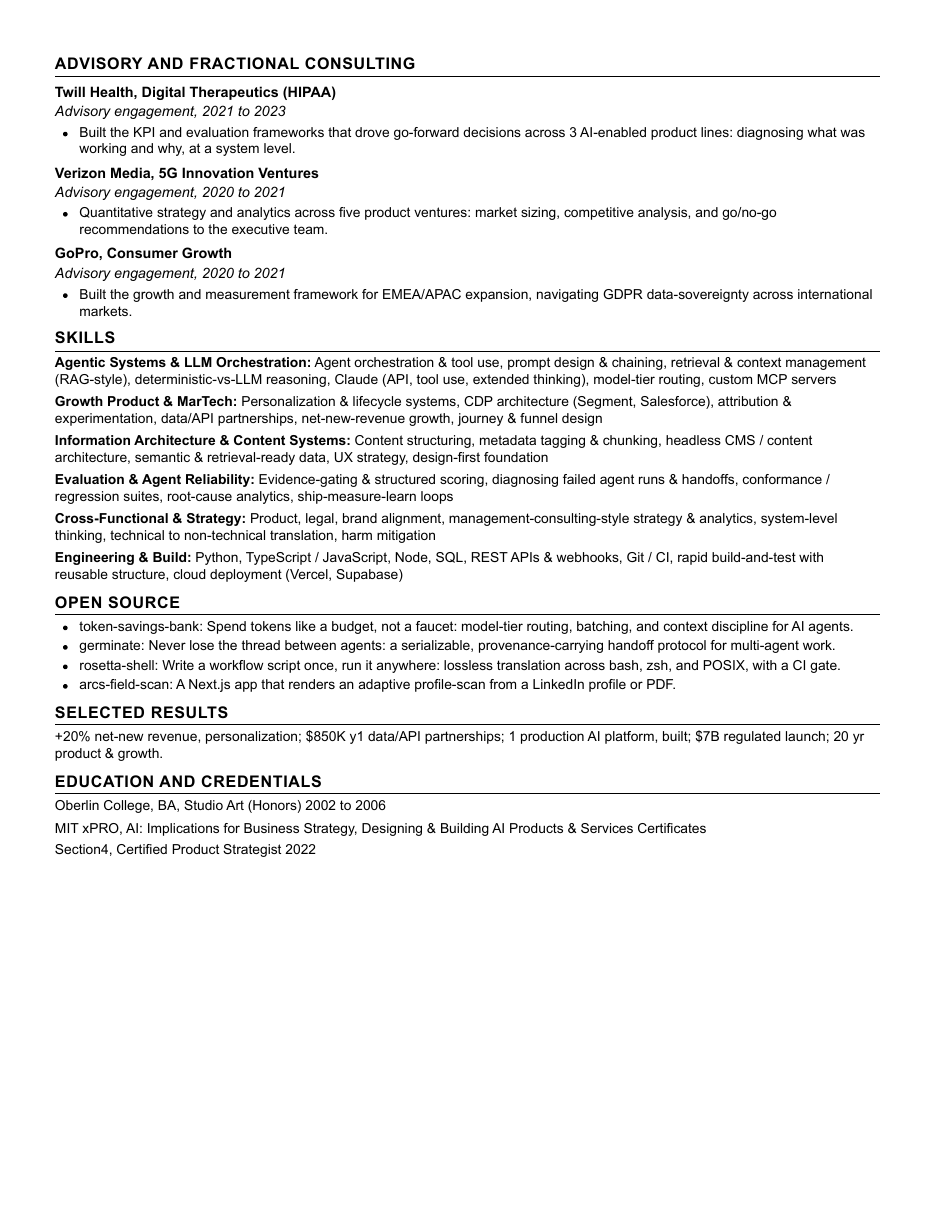 ADVISORY AND FRACTIONAL CONSULTING
Twill Health, Digital Therapeutics (HIPAA)
Advisory engagement, 2021 to 2023
● Built the KPI and evaluation frameworks that drove go-forward decisions across 3 AI-enabled product lines: diagnosing what was
working and why, at a system level.
Verizon Media, 5G Innovation Ventures
Advisory engagement, 2020 to 2021
● Quantitative strategy and analytics across five product ventures: market sizing, competitive analysis, and go/no-go
recommendations to the executive team.
GoPro, Consumer Growth
Advisory engagement, 2020 to 2021
● Built the growth and measurement framework for EMEA/APAC expansion, navigating GDPR data-sovereignty across international
markets.
SKILLS
Agentic Systems & LLM Orchestration: Agent orchestration & tool use, prompt design & chaining, retrieval & context management
(RAG-style), deterministic-vs-LLM reasoning, Claude (API, tool use, extended thinking), model-tier routing, custom MCP servers
Growth Product & MarTech: Personalization & lifecycle systems, CDP architecture (Segment, Salesforce), attribution &
experimentation, data/API partnerships, net-new-revenue growth, journey & funnel design
Information Architecture & Content Systems: Content structuring, metadata tagging & chunking, headless CMS / content
architecture, semantic & retrieval-ready data, UX strategy, design-first foundation
Evaluation & Agent Reliability: Evidence-gating & structured scoring, diagnosing failed agent runs & handoffs, conformance /
regression suites, root-cause analytics, ship-measure-learn loops
Cross-Functional & Strategy: Product, legal, brand alignment, management-consulting-style strategy & analytics, system-level
thinking, technical to non-technical translation, harm mitigation
Engineering & Build: Python, TypeScript / JavaScript, Node, SQL, REST APIs & webhooks, Git / CI, rapid build-and-test with
reusable structure, cloud deployment (Vercel, Supabase)
OPEN SOURCE
● token-savings-bank: Spend tokens like a budget, not a faucet: model-tier routing, batching, and context discipline for AI agents.
● germinate: Never lose the thread between agents: a serializable, provenance-carrying handoff protocol for multi-agent work.
● rosetta-shell: Write a workflow script once, run it anywhere: lossless translation across bash, zsh, and POSIX, with a CI gate.
● arcs-field-scan: A Next.js app that renders an adaptive profile-scan from a LinkedIn profile or PDF.
SELECTED RESULTS
+20% net-new revenue, personalization; $850K y1 data/API partnerships; 1 production AI platform, built; $7B regulated launch; 20 yr
product & growth.
EDUCATION AND CREDENTIALS
Oberlin College, BA, Studio Art (Honors) 2002 to 2006
MIT xPRO, AI: Implications for Business Strategy, Designing & Building AI Products & Services Certificates
Section4, Certified Product Strategist 2022